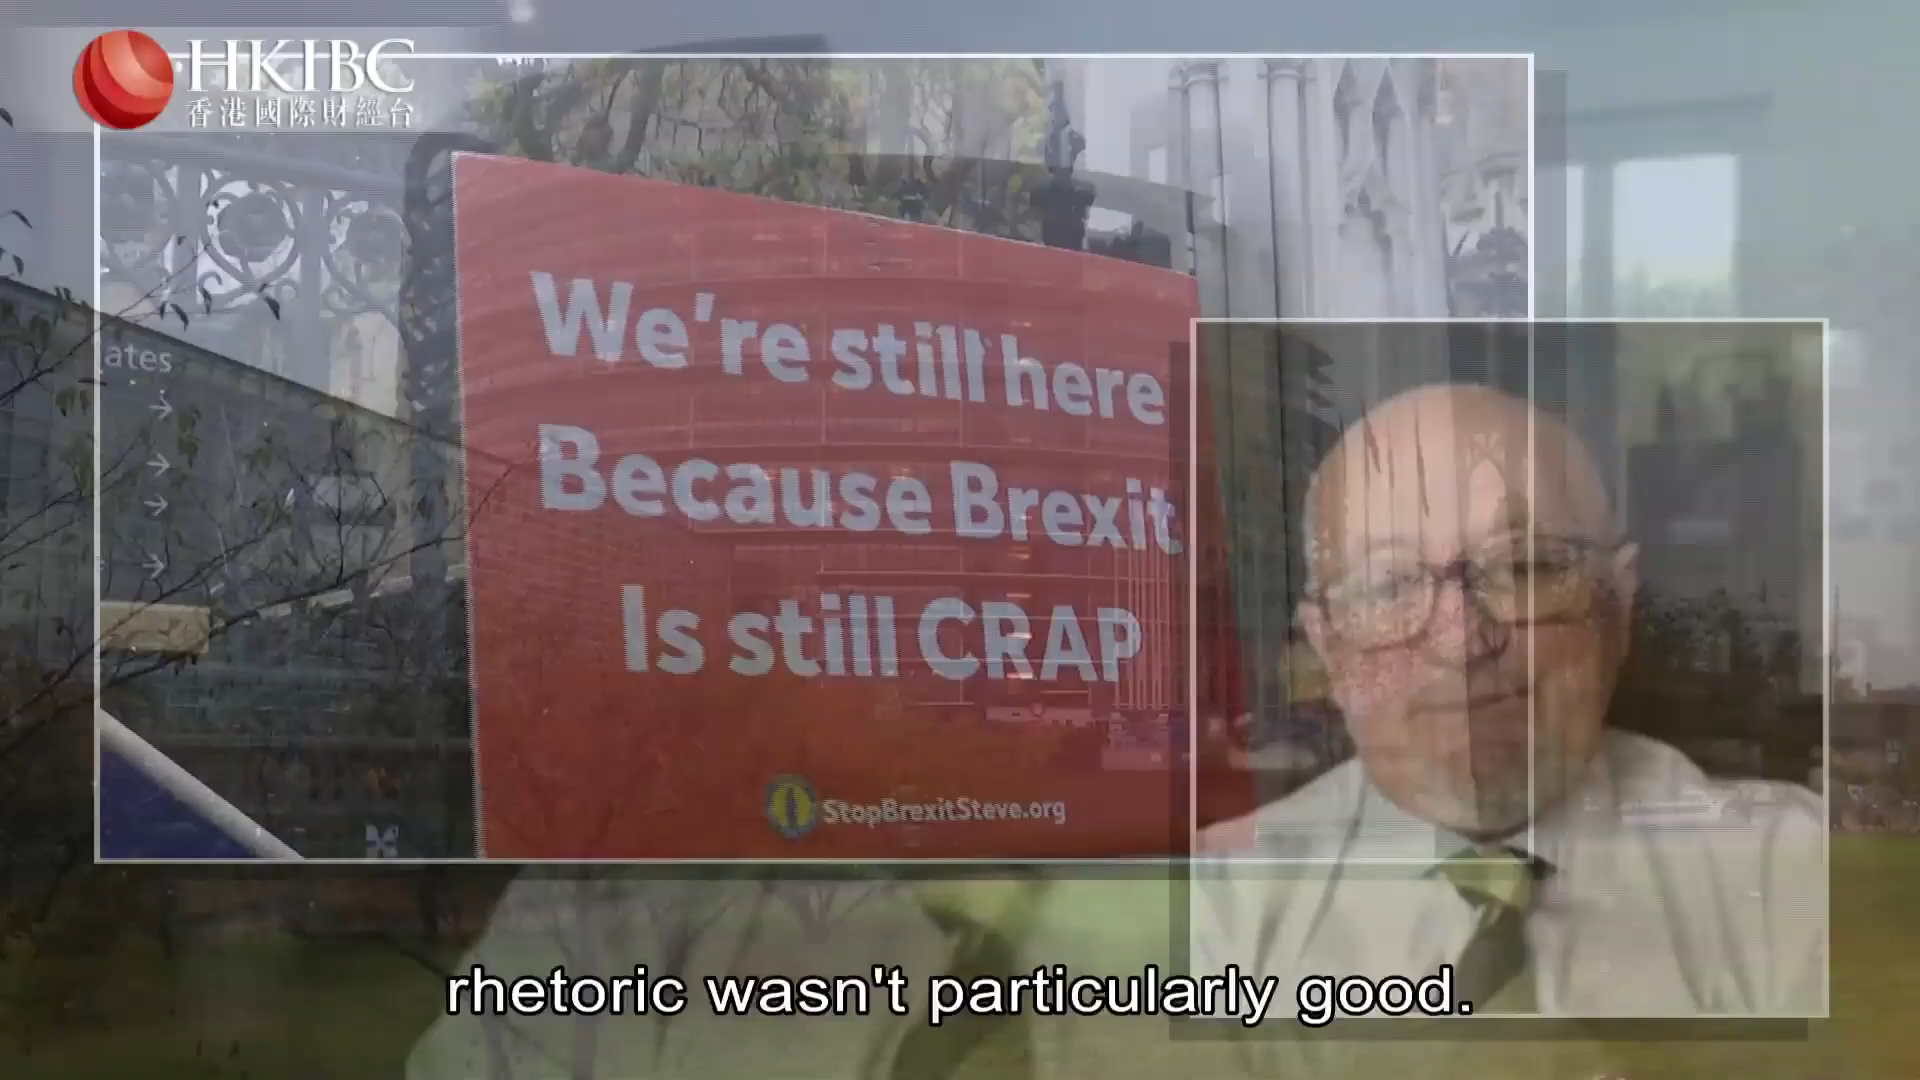 HKIBC
香港國際財經台
ates
We're still here
Because Brexit
Is still CRAP
StopBrexitSteve.org
rhetoric wasn't particularly good.